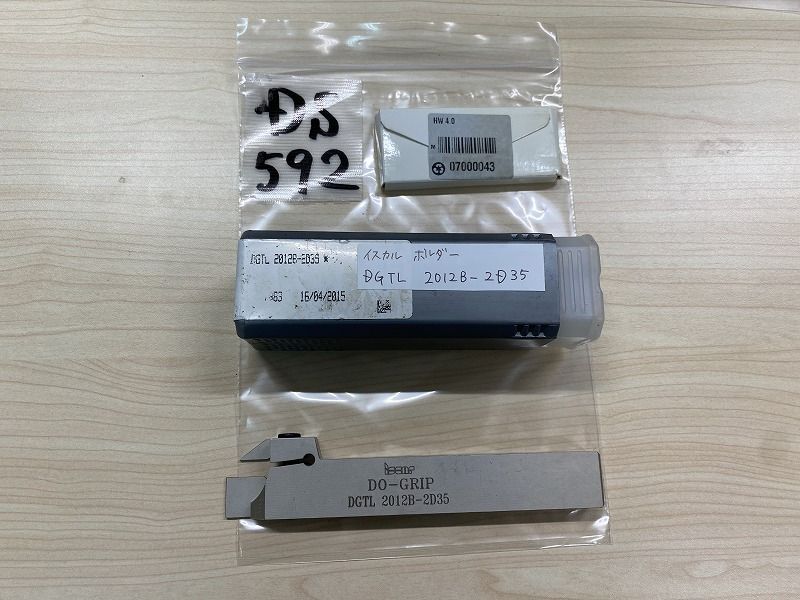 DS
592
HW 4.0
07000043
DGTL 2012B-2D35 *
63 16/04/2015
イスカル ホルダー
DGTL 2012B-2D35
DO-GRIP
DGTL 2012B-2D35